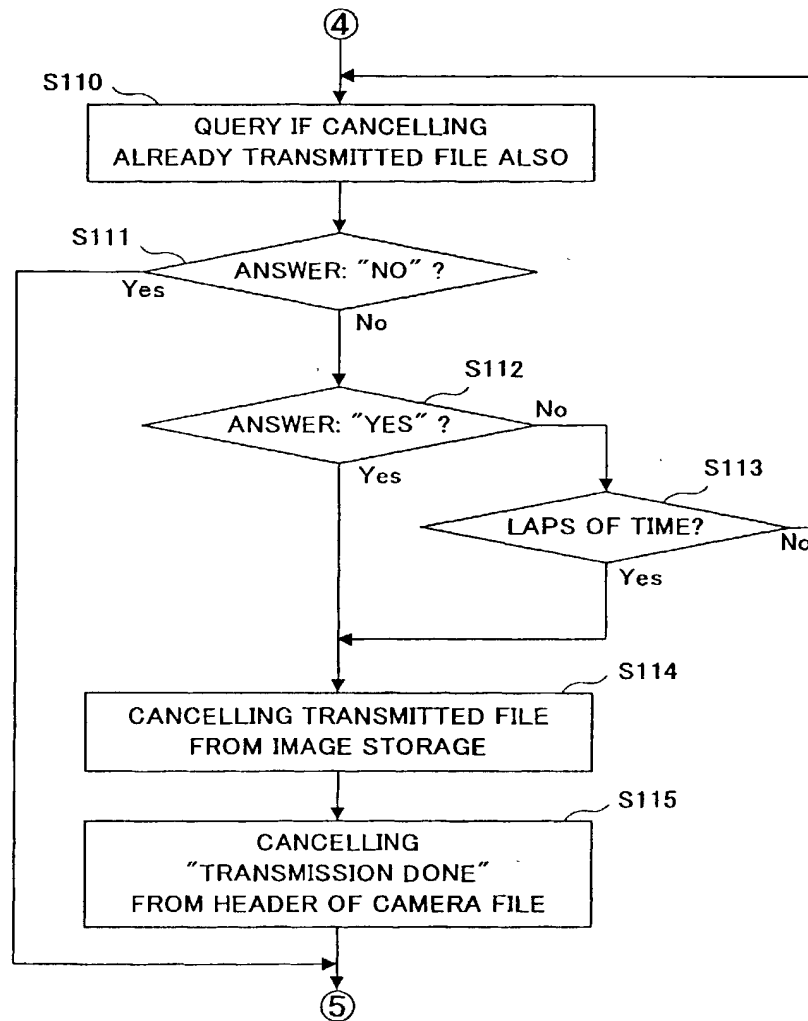 ④
S110
QUERY IF CANCELLING
ALREADY TRANSMITTED FILE ALSO
S111
ANSWER: "NO" ?
Yes
No
S112
ANSWER: "YES" ?
No
Yes
S113
LAPS OF TIME?
No
Yes
S114
CANCELLING TRANSMITTED FILE
FROM IMAGE STORAGE
S115
CANCELLING
"TRANSMISSION DONE"
FROM HEADER OF CAMERA FILE
⑤